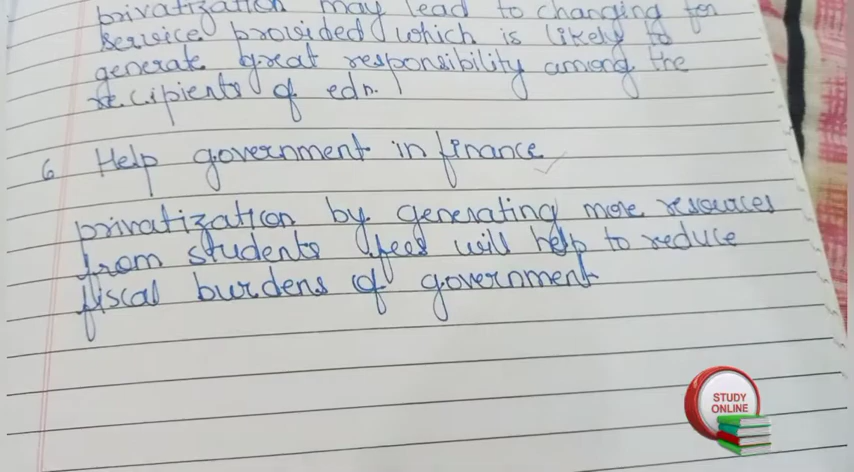 privatization may lead to changing for
service provided which is likely to
generate great responsibility among the
recipients of edn.
6 Help government in finance
privatization by generating more resources
from students fees will help to reduce
fiscal burdens of government
STUDY
ONLINE